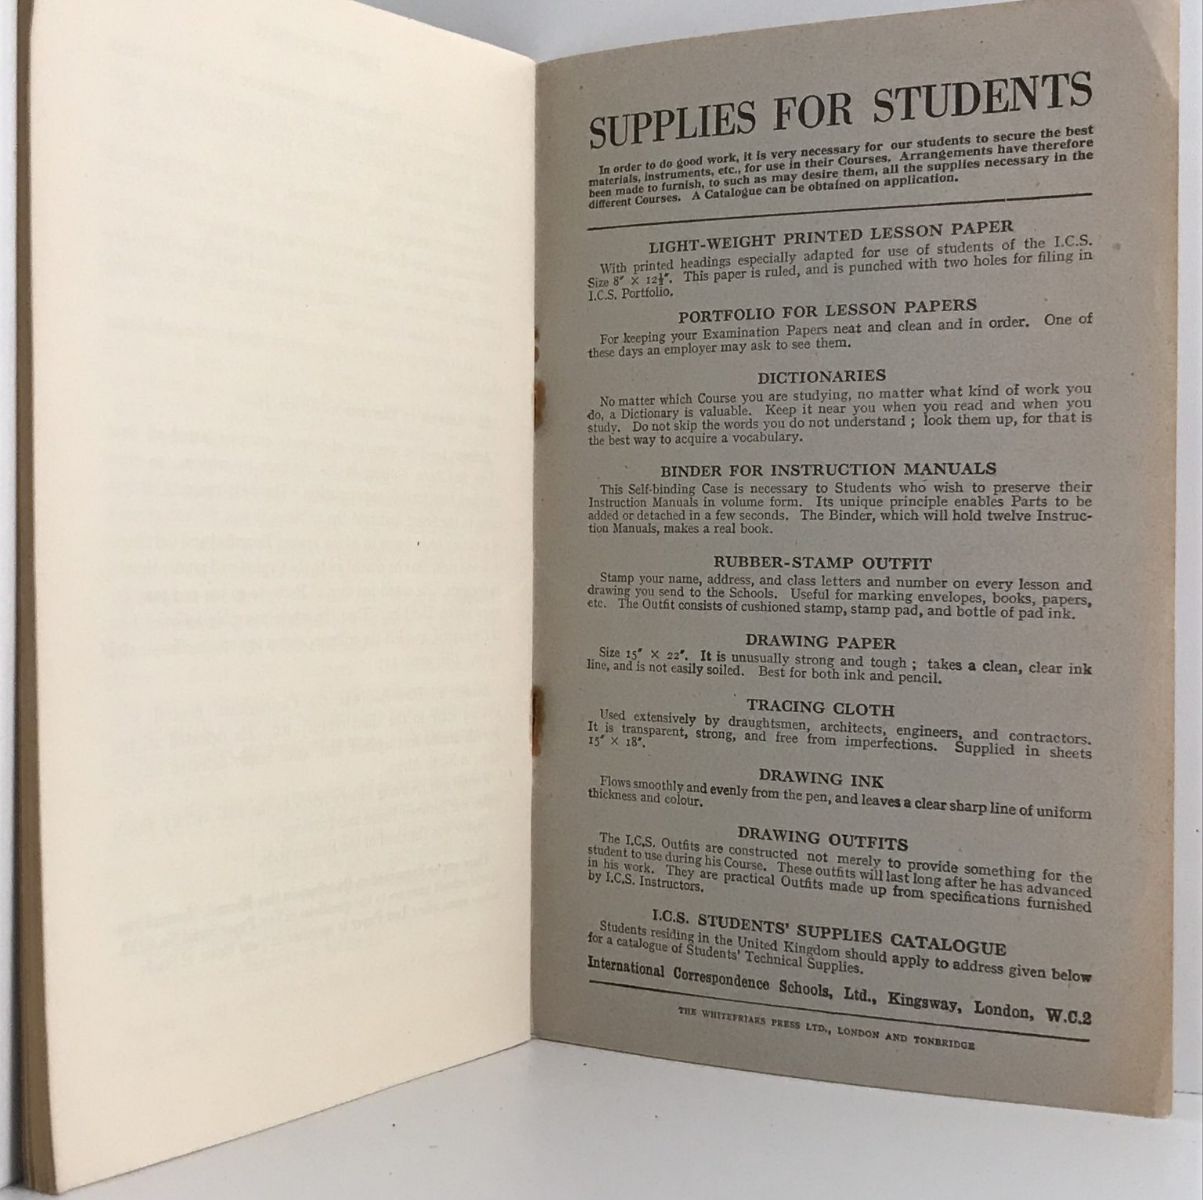 SUPPLIES FOR STUDENTS
In order to do good work, it is very necessary for our students to secure the best
materials, instruments, etc., for use in their Courses. Arrangements have therefore
been made to furnish, to such as may desire them, all the supplies necessary in the
different Courses. A Catalogue can be obtained on application.
LIGHT-WEIGHT PRINTED LESSON PAPER
With printed headings especially adapted for use of students of the I.C.S.
Size 8″ × 12½″. This paper is ruled, and is punched with two holes for filing in
I.C.S. Portfolio.
PORTFOLIO FOR LESSON PAPERS
For keeping your Examination Papers neat and clean and in order. One of
these days an employer may ask to see them.
DICTIONARIES
No matter which Course you are studying, no matter what kind of work you
do, a Dictionary is valuable. Keep it near you when you read and when you
study. Do not skip the words you do not understand ; look them up, for that is
the best way to acquire a vocabulary.
BINDER FOR INSTRUCTION MANUALS
This Self-binding Case is necessary to Students who wish to preserve their
Instruction Manuals in volume form. Its unique principle enables Parts to be
added or detached in a few seconds. The Binder, which will hold twelve Instruc-
tion Manuals, makes a real book.
RUBBER-STAMP OUTFIT
Stamp your name, address, and class letters and number on every lesson and
drawing you send to the Schools. Useful for marking envelopes, books, papers,
etc. The Outfit consists of cushioned stamp, stamp pad, and bottle of pad ink.
DRAWING PAPER
Size 15″ × 22″. It is unusually strong and tough ; takes a clean, clear ink
line, and is not easily soiled. Best for both ink and pencil.
TRACING CLOTH
Used extensively by draughtsmen, architects, engineers, and contractors.
It is transparent, strong, and free from imperfections. Supplied in sheets
15″ × 18″.
DRAWING INK
Flows smoothly and evenly from the pen, and leaves a clear sharp line of uniform
thickness and colour.
DRAWING OUTFITS
The I.C.S. Outfits are constructed not merely to provide something for the
student to use during his Course. These outfits will last long after he has advanced
in his work. They are practical Outfits made up from specifications furnished
by I.C.S. Instructors.
I.C.S. STUDENTS' SUPPLIES CATALOGUE
Students residing in the United Kingdom should apply to address given below
for a catalogue of Students' Technical Supplies.
International Correspondence Schools, Ltd., Kingsway, London, W.C.2
THE WHITEFRIARS PRESS LTD., LONDON AND TONBRIDGE